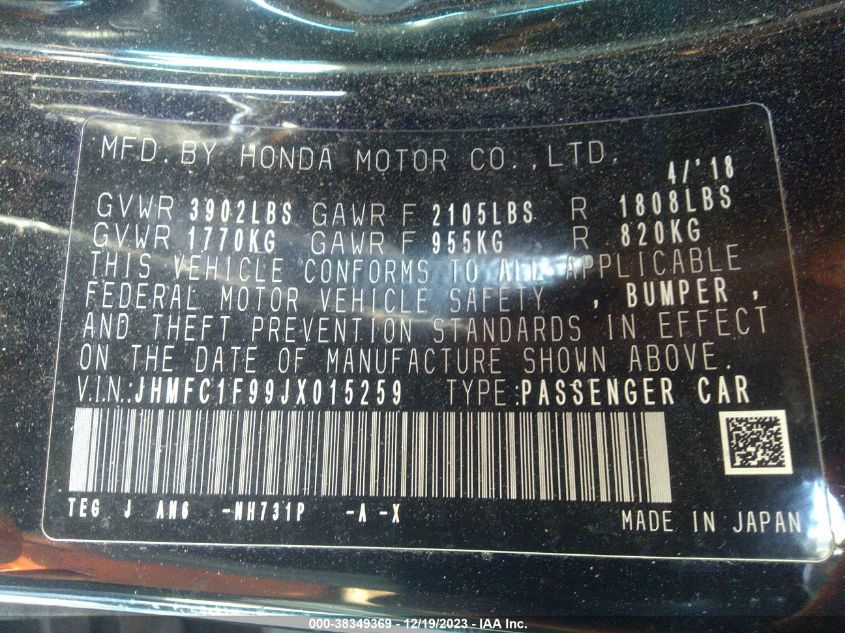 MFD. BY HONDA MOTOR CO., LTD. 4/'18
GVWR 3902LBS GAWR F 2105LBS R 1808LBS
GVWR 1770KG GAWR F 955KG R 820KG
THIS VEHICLE CONFORMS TO ALL APPLICABLE
FEDERAL MOTOR VEHICLE SAFETY , BUMPER ,
AND THEFT PREVENTION STANDARDS IN EFFECT
ON THE DATE OF MANUFACTURE SHOWN ABOVE.
V.I.N.: JHMFC1F99JX015259 TYPE: PASSENGER CAR
TEG J AN6 -NH731P -A -X
MADE IN JAPAN
000-38349369 - 12/19/2023 - IAA Inc.